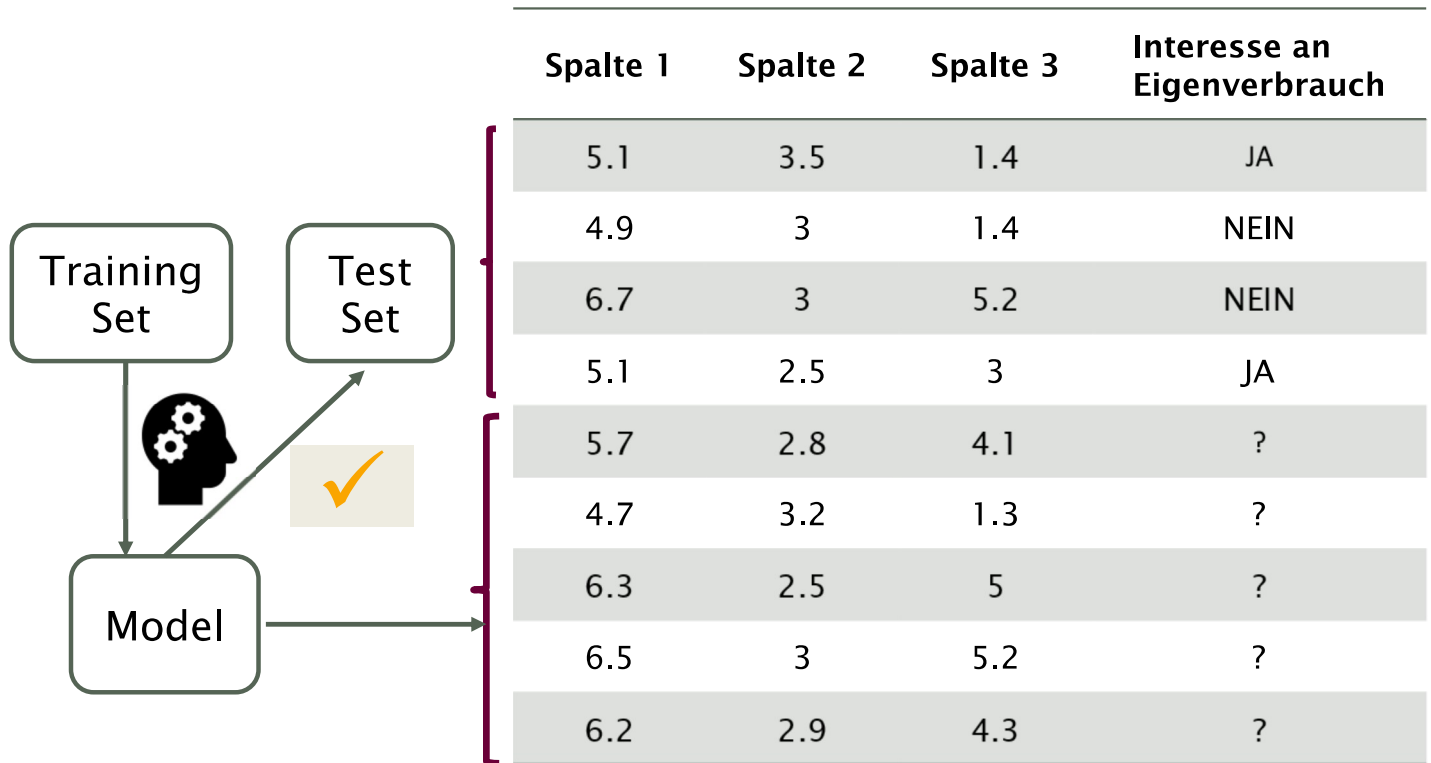 Spalte 1 Spalte 2 Spalte 3 Interesse an
Eigenverbrauch
5.1 3.5 1.4 JA
4.9 3 1.4 NEIN
6.7 3 5.2 NEIN
5.1 2.5 3 JA
5.7 2.8 4.1 ?
4.7 3.2 1.3 ?
6.3 2.5 5 ?
6.5 3 5.2 ?
6.2 2.9 4.3 ?
Training
Set
Test
Set
Model